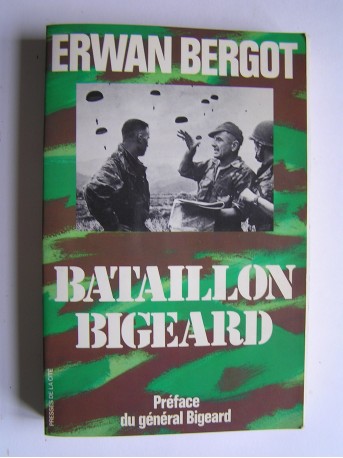 ERWAN BERGOT
BATAILLON
BIGEARD
Préface
du général Bigeard
PRESSES DE LA CITÉ